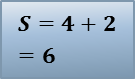 S = 4 + 2
= 6